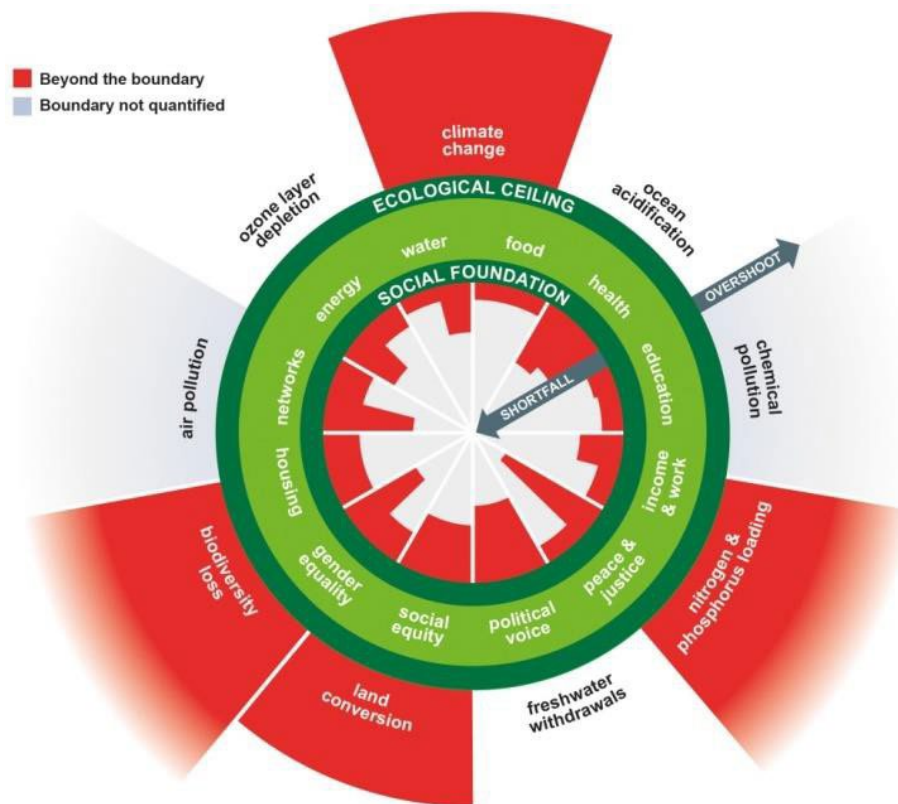 Beyond the boundary
Boundary not quantified
climate
change
ozone layer
depletion
ocean
acidification
ECOLOGICAL CEILING
OVERSHOOT
water
food
energy
health
SOCIAL FOUNDATION
SHORTFALL
air pollution
networks
education
chemical
pollution
housing
income
& work
biodiversity
loss
gender
equality
social
equity
political
voice
peace &
justice
nitrogen &
phosphorus loading
land
conversion
freshwater
withdrawals